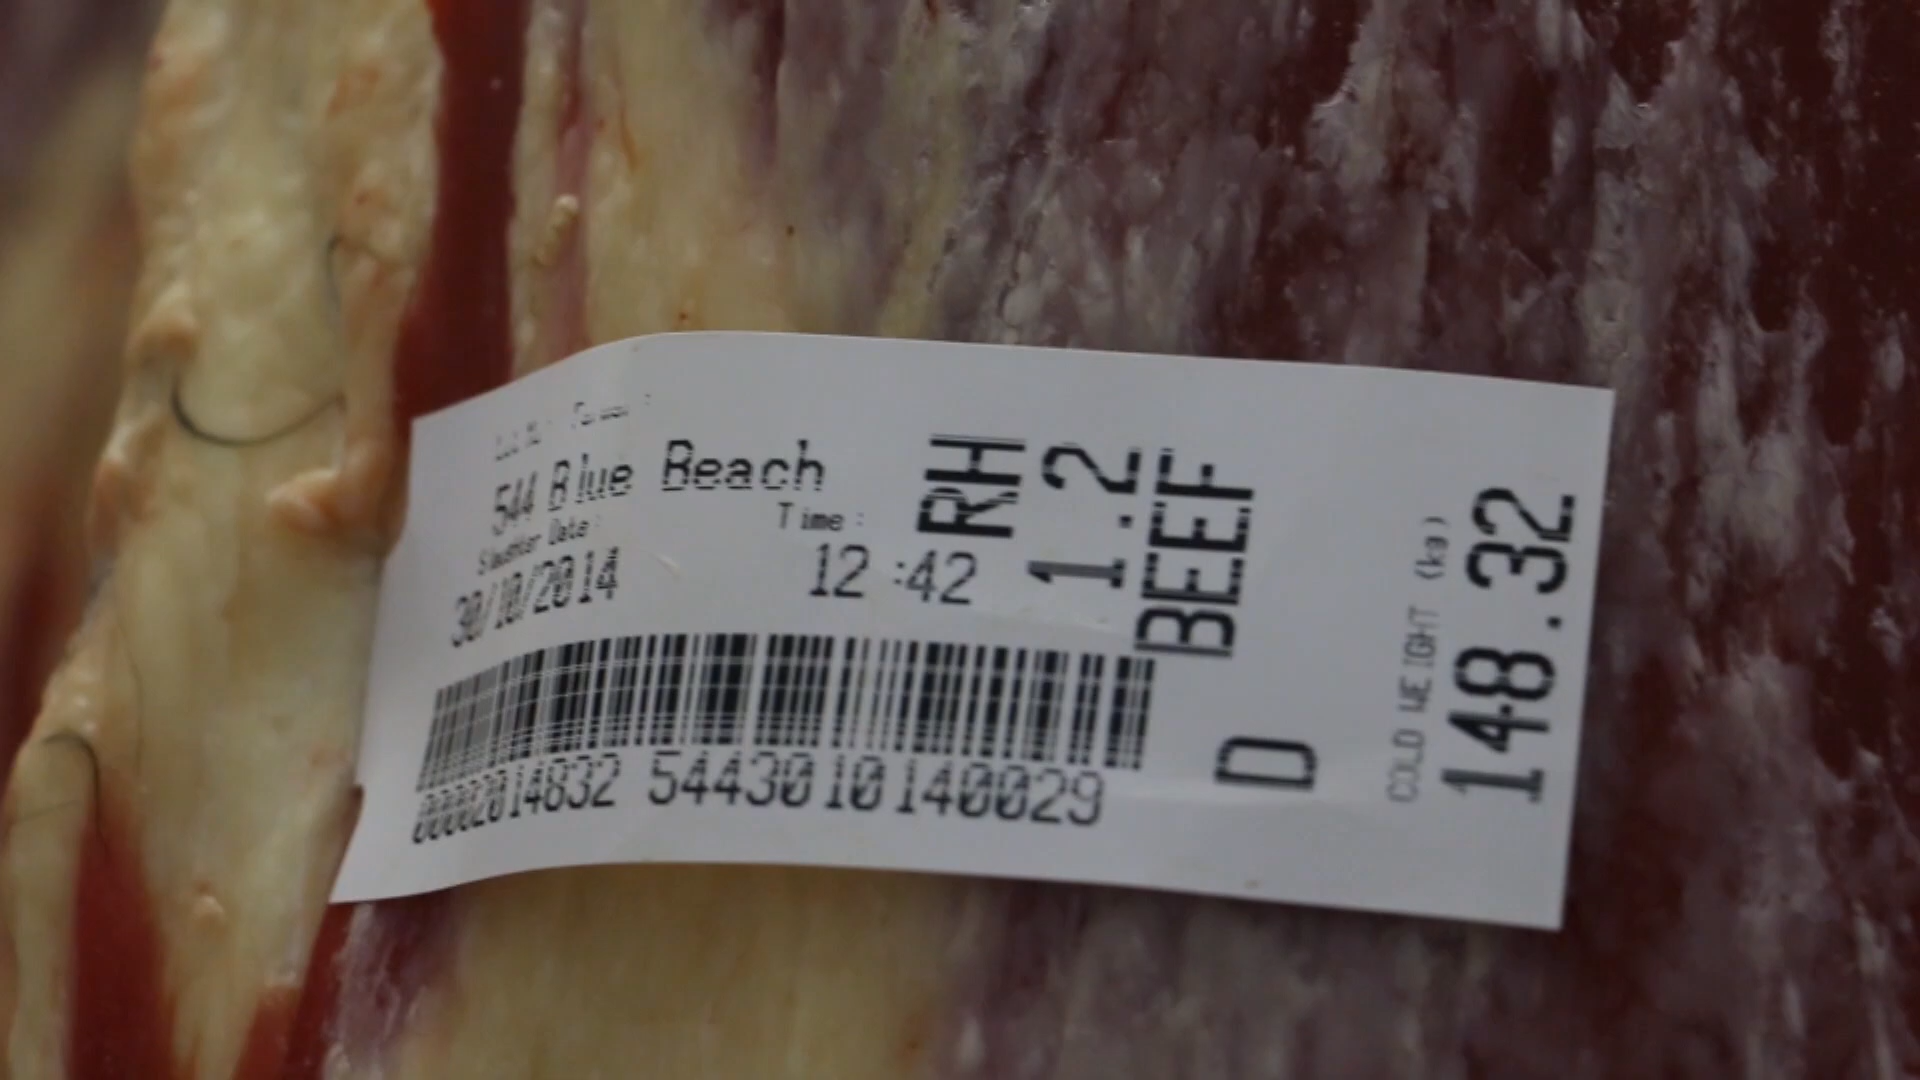 544 Blue Beach
Slaughter Date:
Time:
30/10/2014
12:42
00002014832 5443010140029
RH
1.2
BEEF
D
COLD WEIGHT (kg)
148.32